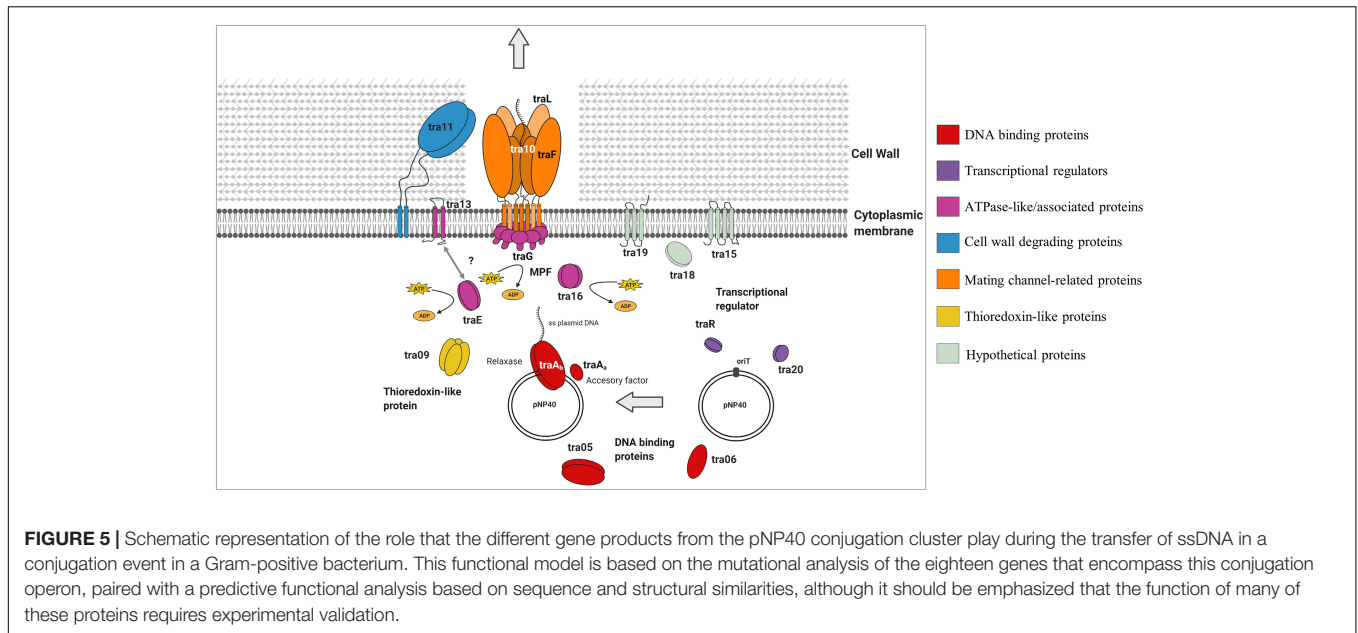 traL
tra11
tra10
traF
Cell Wall
tra13
Cytoplasmic
membrane
traG
tra19
tra15
tra18
?
MPF
ATP
ATP
ATP
tra16
ADP
ADP
ADP
traE
Transcriptional
regulator
ss plasmid DNA
traR
tra09
Relaxase
traAb
traAa
oriT
tra20
Accesory factor
Thioredoxin-like
protein
pNP40
pNP40
tra05
DNA binding
proteins
tra06
DNA binding proteins
Transcriptional regulators
ATPase-like/associated proteins
Cell wall degrading proteins
Mating channel-related proteins
Thioredoxin-like proteins
Hypothetical proteins
FIGURE 5 | Schematic representation of the role that the different gene products from the pNP40 conjugation cluster play during the transfer of ssDNA in a
conjugation event in a Gram-positive bacterium. This functional model is based on the mutational analysis of the eighteen genes that encompass this conjugation
operon, paired with a predictive functional analysis based on sequence and structural similarities, although it should be emphasized that the function of many of
these proteins requires experimental validation.